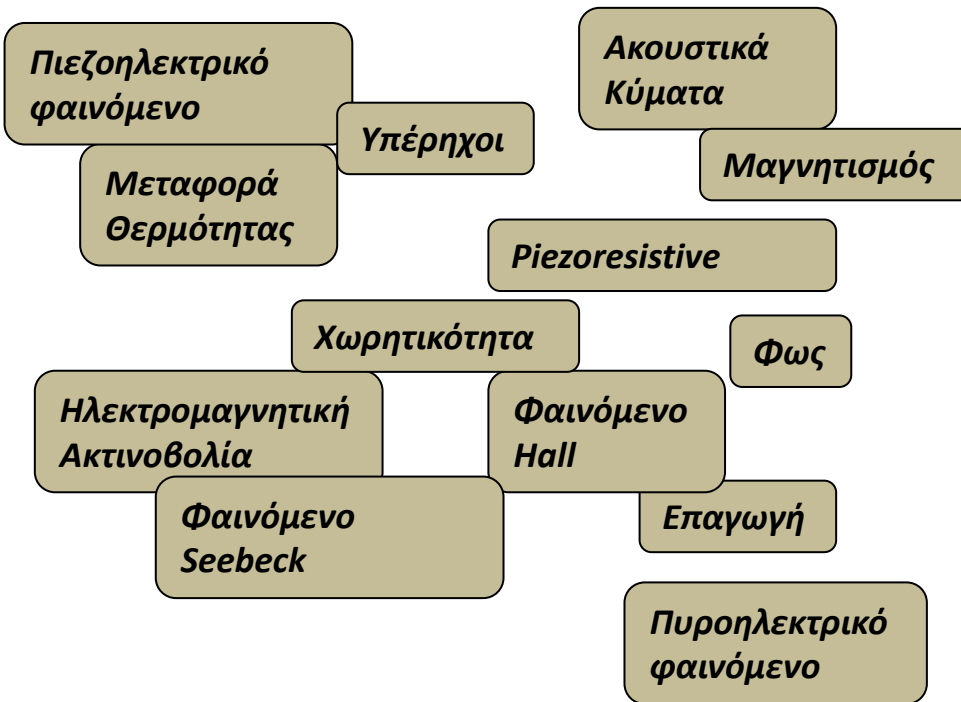 Πιεζοηλεκτρικό
φαινόμενο
Ακουστικά
Κύματα
Υπέρηχοι
Μαγνητισμός
Μεταφορά
Θερμότητας
Piezoresistive
Χωρητικότητα
Φως
Ηλεκτρομαγνητική
Ακτινοβολία
Φαινόμενο
Hall
Φαινόμενο
Seebeck
Επαγωγή
Πυροηλεκτρικό
φαινόμενο